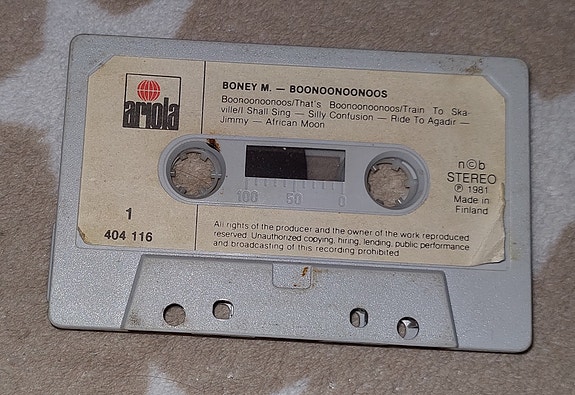 ariola
BONEY M. — BOONOONOONOOS
Boonoonoonoos/That's Boonoonoonoos/Train To Ska-
ville/I Shall Sing — Silly Confusion — Ride To Agadir —
Jimmy — African Moon
100 50 0
n©b
STEREO
℗ 1981
Made in
Finland
1
404 116
All rights of the producer and the owner of the work reproduced
reserved. Unauthorized copying, hiring, lending, public performance
and broadcasting of this recording prohibited